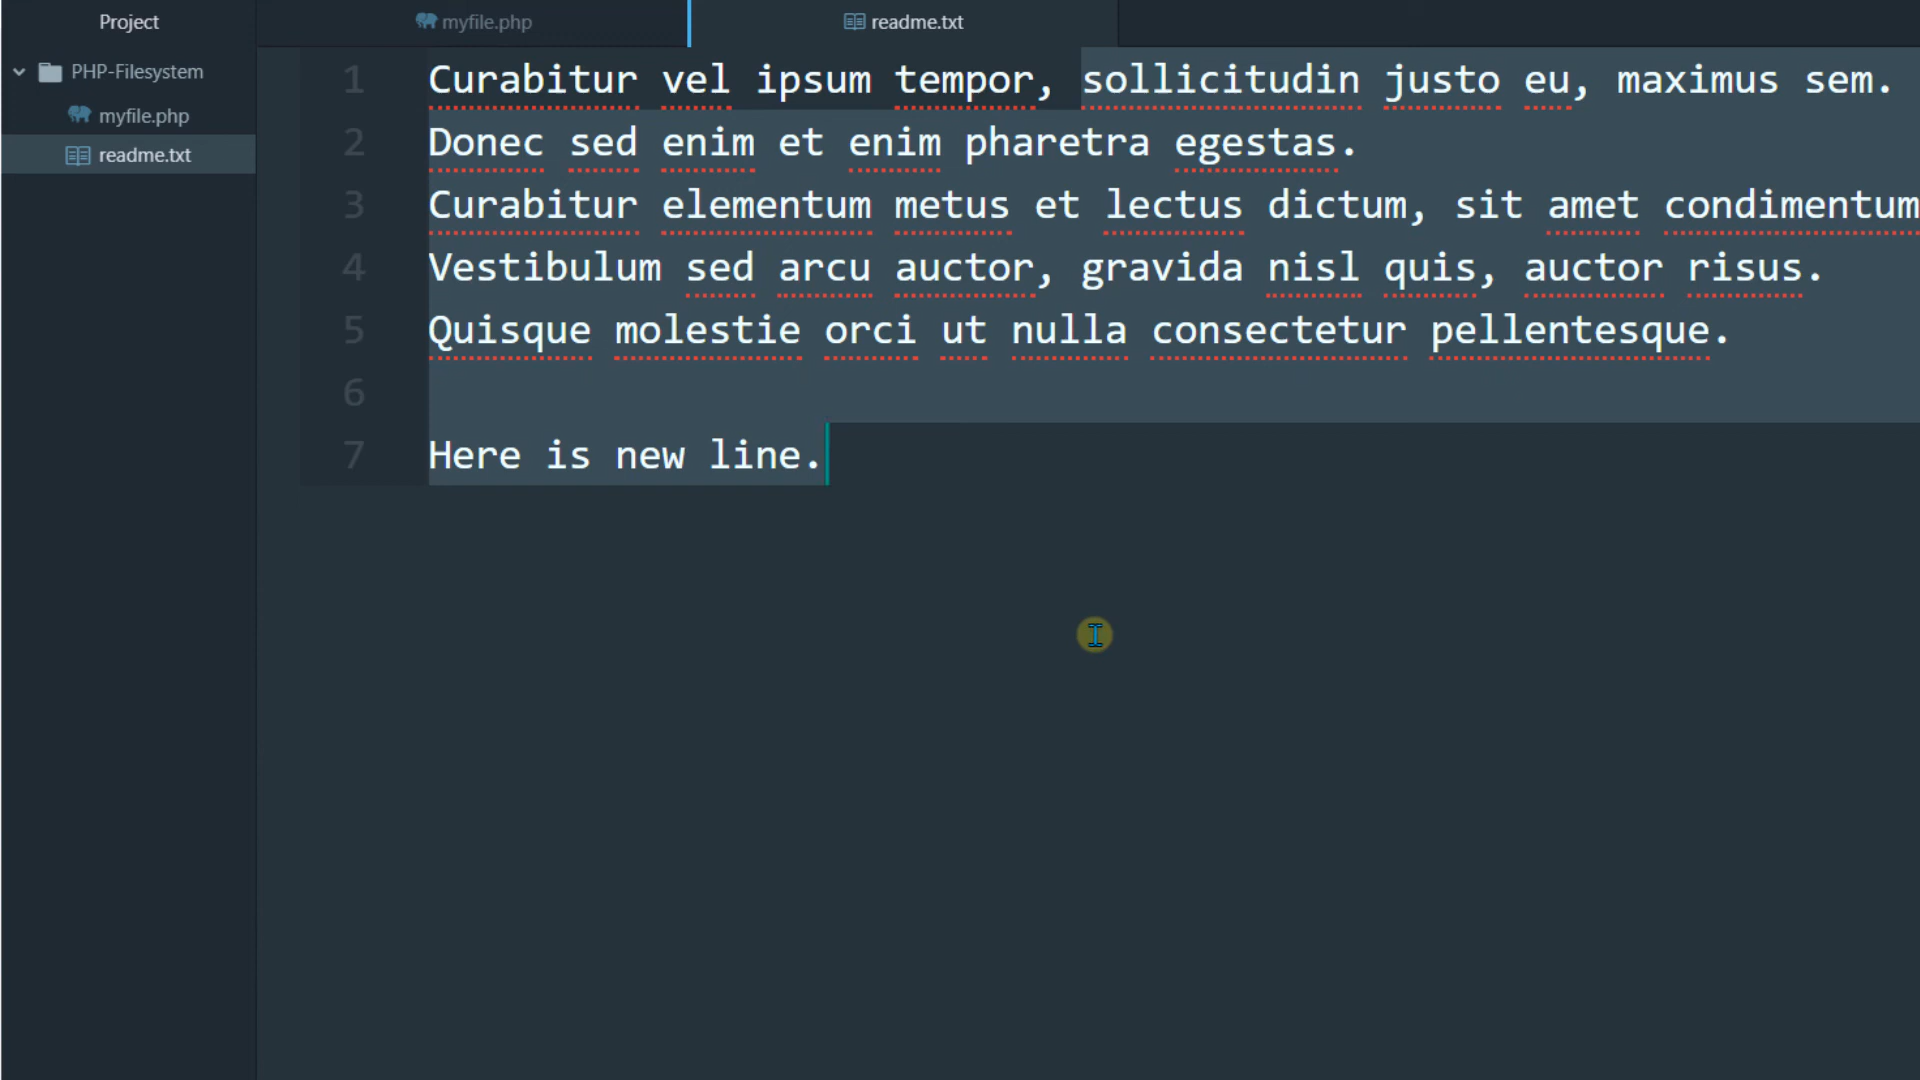 Project
myfile.php
readme.txt
PHP-Filesystem
myfile.php
readme.txt
1 Curabitur vel ipsum tempor, sollicitudin justo eu, maximus sem.
2 Donec sed enim et enim pharetra egestas.
3 Curabitur elementum metus et lectus dictum, sit amet condimentum
4 Vestibulum sed arcu auctor, gravida nisl quis, auctor risus.
5 Quisque molestie orci ut nulla consectetur pellentesque.
6
7 Here is new line.